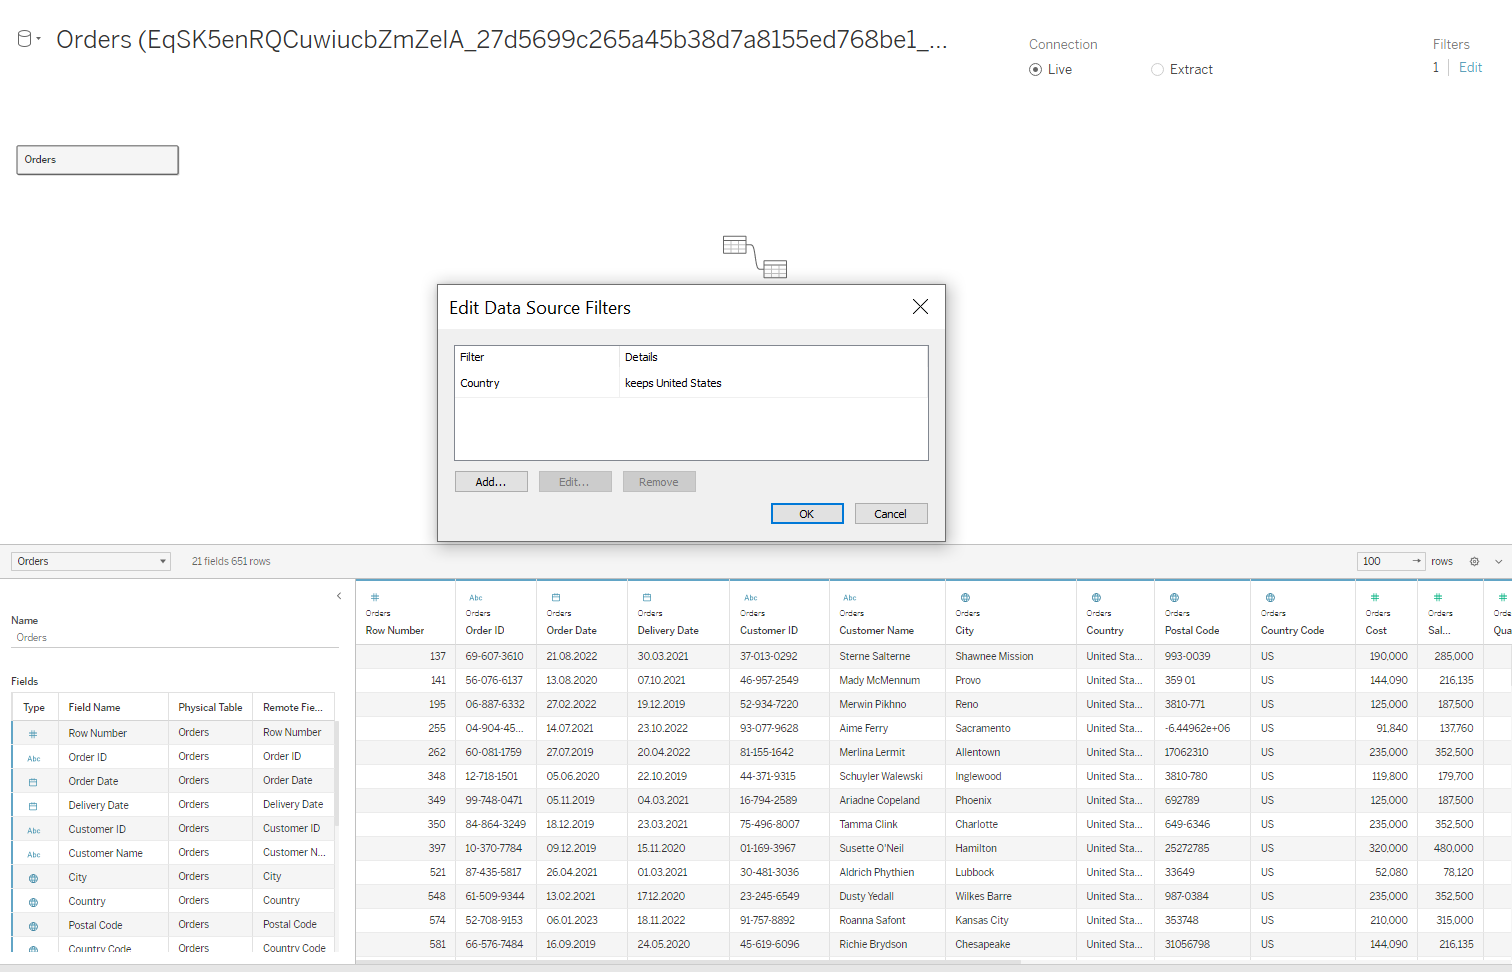 Orders (EqSK5enRQCuwiucbZmZelA_27d5699c265a45b38d7a8155ed768be1_...
Connection
Live Extract
Filters
1 Edit
Orders
Edit Data Source Filters
Filter Details
Country keeps United States
Add... Edit... Remove
OK Cancel
Orders 21 fields 651 rows 100 rows
Name
Orders
Fields
Type Field Name Physical Table Remote Fie...
Row Number Orders Row Number
Abc Order ID Orders Order ID
Order Date Orders Order Date
Delivery Date Orders Delivery Date
Abc Customer ID Orders Customer ID
Abc Customer Name Orders Customer N...
City Orders City
Country Orders Country
Postal Code Orders Postal Code
Country Code Orders Country Code
# Abc Abc Abc # #  #
Orders Orders Orders Orders Orders Orders Orders Orders Orders Orders Orders Orders Orde
Row Number Order ID Order Date Delivery Date Customer ID Customer Name City Country Postal Code Country Code Cost Sal... Qua
137 69-607-3610 21.08.2022 30.03.2021 37-013-0292 Sterne Salterne Shawnee Mission United Sta... 993-0039 US 190,000 285,000
141 56-076-6137 13.08.2020 07.10.2021 46-957-2549 Mady McMennum Provo United Sta... 359 01 US 144,090 216,135
195 06-887-6332 27.02.2022 19.12.2019 52-934-7220 Merwin Pikhno Reno United Sta... 3810-771 US 125,000 187,500
255 04-904-45... 14.07.2021 23.10.2022 93-077-9628 Aime Ferry Sacramento United Sta... -6.44962e+06 US 91,840 137,760
262 60-081-1759 27.07.2019 20.04.2022 81-155-1642 Merlina Lermit Allentown United Sta... 17062310 US 235,000 352,500
348 12-718-1501 05.06.2020 22.10.2019 44-371-9315 Schuyler Walewski Inglewood United Sta... 3810-780 US 119,800 179,700
349 99-748-0471 05.11.2019 04.03.2021 16-794-2589 Ariadne Copeland Phoenix United Sta... 692789 US 125,000 187,500
350 84-864-3249 18.12.2019 23.03.2021 75-496-8007 Tamma Clink Charlotte United Sta... 649-6346 US 235,000 352,500
397 10-370-7784 09.12.2019 15.11.2020 01-169-3967 Susette O'Neil Hamilton United Sta... 25272785 US 320,000 480,000
521 87-435-5817 26.04.2021 01.03.2021 30-481-3036 Aldrich Phythien Lubbock United Sta... 33649 US 52,080 78,120
548 61-509-9344 13.02.2021 17.12.2020 23-245-6549 Dusty Yedall Wilkes Barre United Sta... 987-0384 US 235,000 352,500
574 52-708-9153 06.01.2023 18.11.2022 91-757-8892 Roanna Safont Kansas City United Sta... 353748 US 210,000 315,000
581 66-576-7484 16.09.2019 24.05.2020 45-619-6096 Richie Brydson Chesapeake United Sta... 31056798 US 144,090 216,135